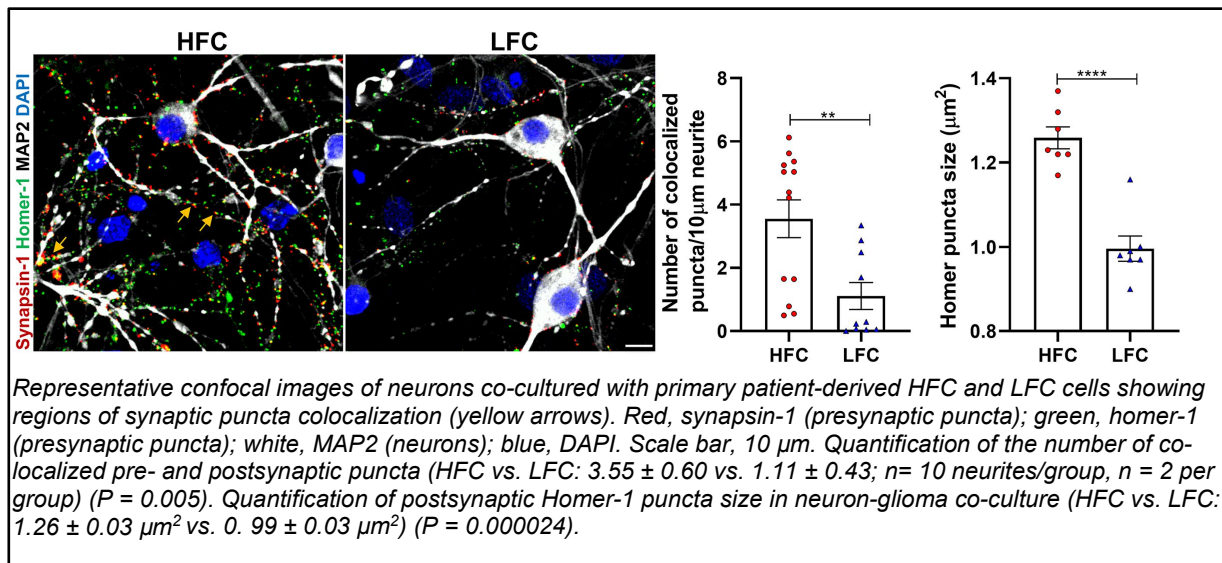 HFC LFC
Synapsin-1 Homer-1 MAP2 DAPI
Number of colocalized
puncta/10µm neurite
8
6
4
2
0
**
HFC LFC
Homer puncta size (µm²)
1.4
1.2
1.0
0.8
****
HFC LFC
Representative confocal images of neurons co-cultured with primary patient-derived HFC and LFC cells showing
regions of synaptic puncta colocalization (yellow arrows). Red, synapsin-1 (presynaptic puncta); green, homer-1
(presynaptic puncta); white, MAP2 (neurons); blue, DAPI. Scale bar, 10 µm. Quantification of the number of co-
localized pre- and postsynaptic puncta (HFC vs. LFC: 3.55 ± 0.60 vs. 1.11 ± 0.43; n= 10 neurites/group, n = 2 per
group) (P = 0.005). Quantification of postsynaptic Homer-1 puncta size in neuron-glioma co-culture (HFC vs. LFC:
1.26 ± 0.03 µm² vs. 0. 99 ± 0.03 µm²) (P = 0.000024).